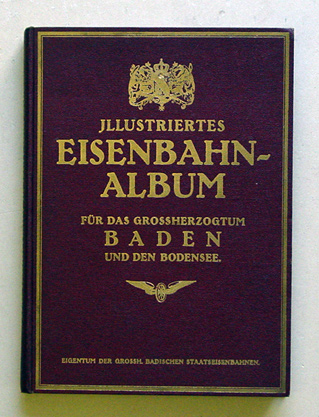 JLLUSTRIERTES
EISENBAHN-
ALBUM
FÜR DAS GROSSHERZOGTUM
BADEN
UND DEN BODENSEE.
EIGENTUM DER GROSSH. BADISCHEN STAATSEISENBAHNEN.